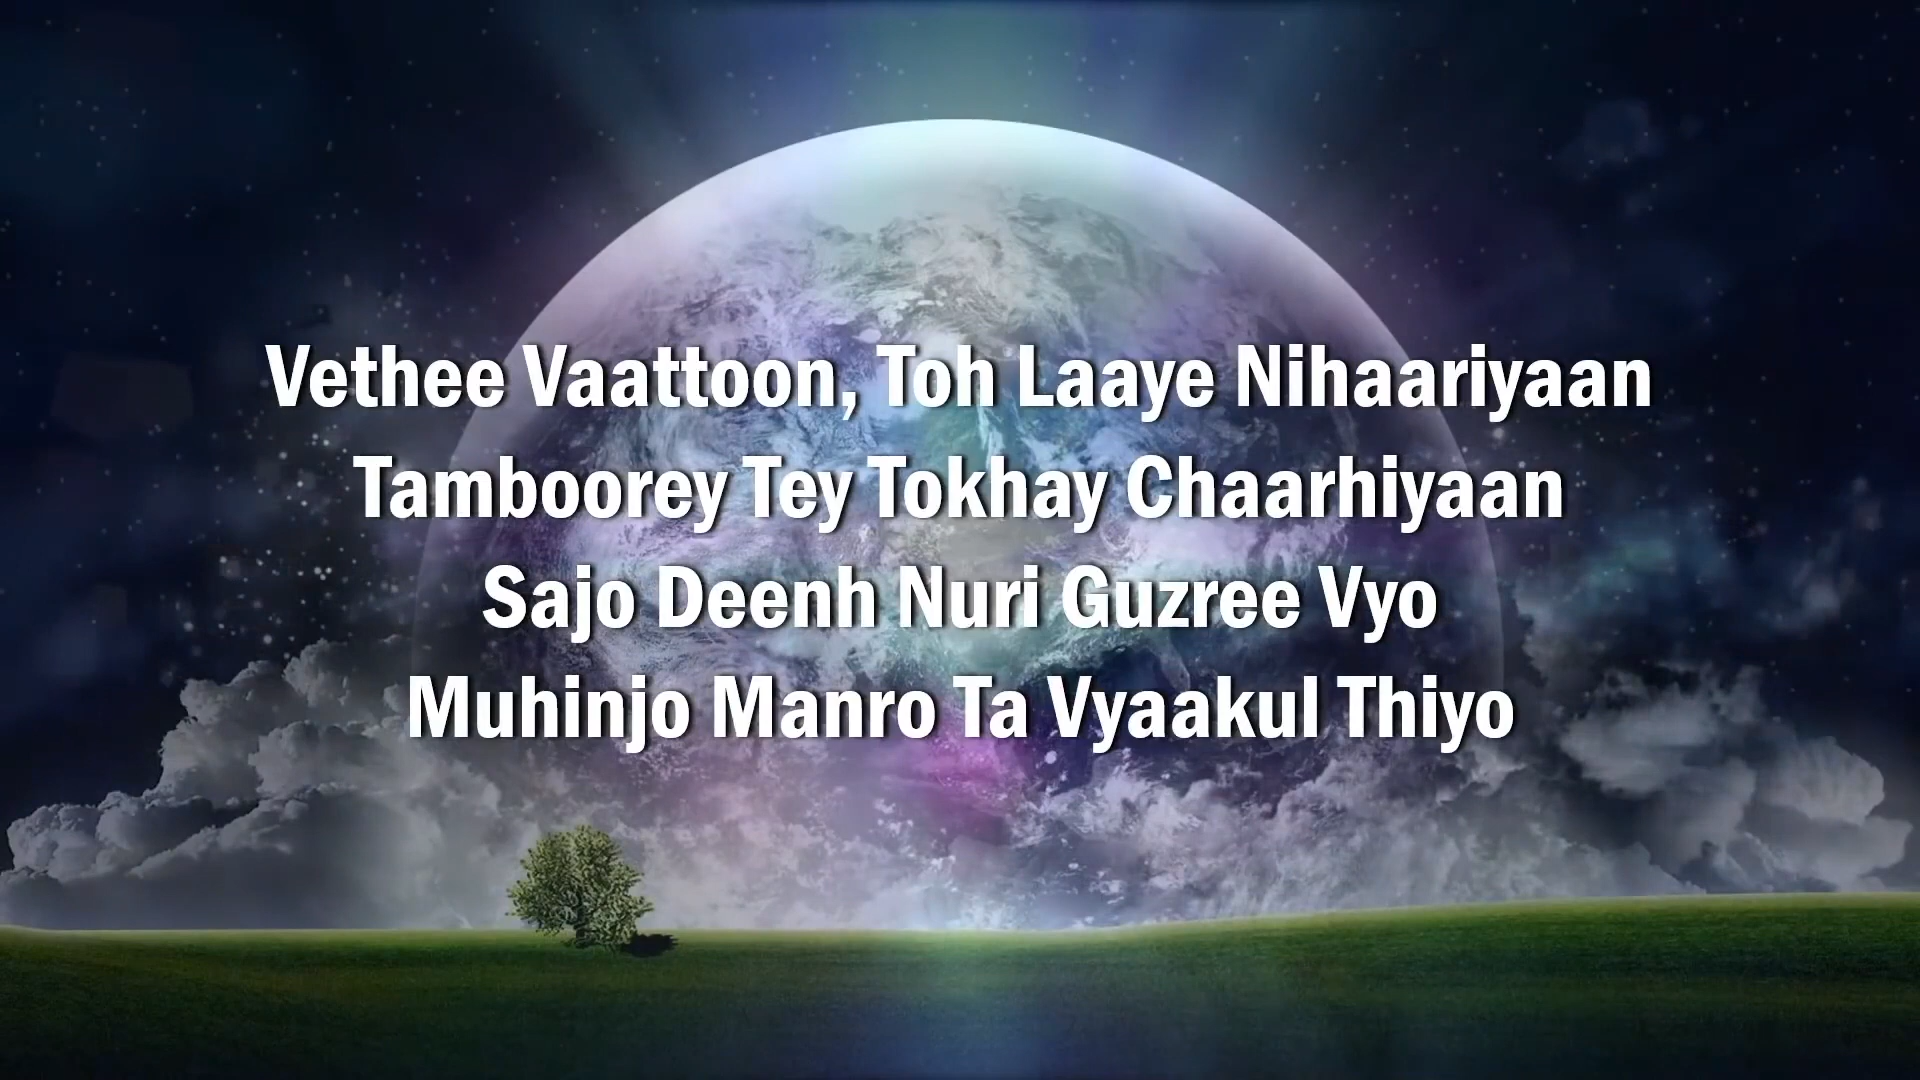 Vethee Vaattoon, Toh Laaye Nihaariyaan
Tamboorey Tey Tokhay Chaarhiyaan
Sajo Deenh Nuri Guzree Vyo
Muhinjo Manro Ta Vyaakul Thiyo